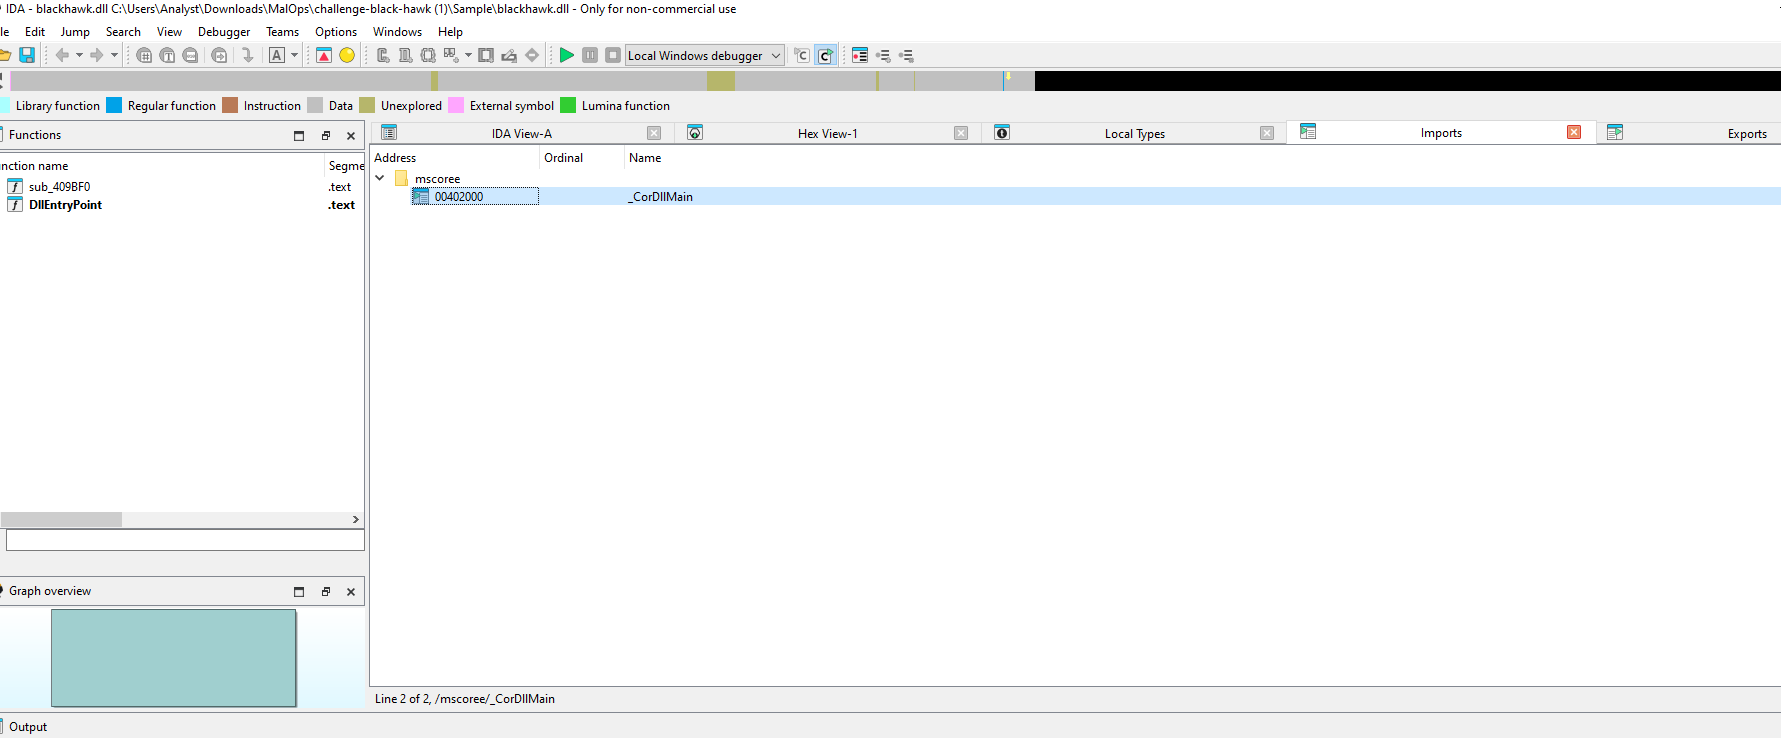 IDA - blackhawk.dll C:\Users\Analyst\Downloads\MalOps\challenge-black-hawk (1)\Sample\blackhawk.dll - Only for non-commercial use
le Edit Jump Search View Debugger Teams Options Windows Help
Local Windows debugger
Library function Regular function Instruction Data Unexplored External symbol Lumina function
Functions
IDA View-A Hex View-1 Local Types Imports Exports
nction name Segme
Address Ordinal Name
mscoree
sub_409BF0 .text
00402000 _CorDllMain
DllEntryPoint .text
Graph overview
Line 2 of 2, /mscoree/_CorDllMain
Output